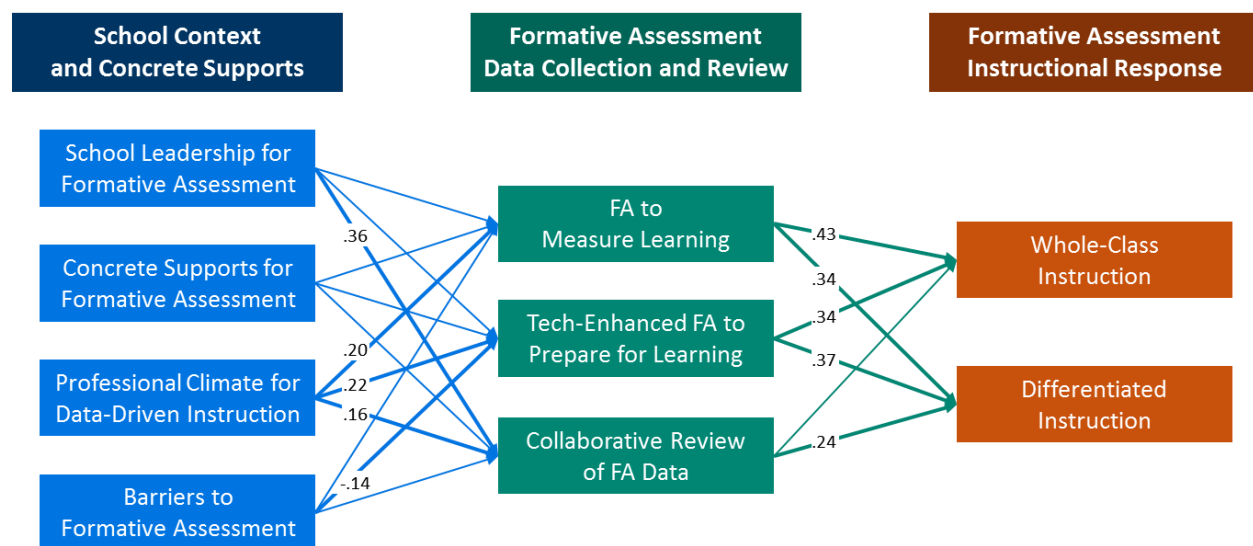 School Context
and Concrete Supports
Formative Assessment
Data Collection and Review
Formative Assessment
Instructional Response
School Leadership for
Formative Assessment
Concrete Supports for
Formative Assessment
Professional Climate for
Data-Driven Instruction
Barriers to
Formative Assessment
.36
.20
.22
.16
-.14
FA to
Measure Learning
Tech-Enhanced FA to
Prepare for Learning
Collaborative Review
of FA Data
.43
.34
.34
.37
.24
Whole-Class
Instruction
Differentiated
Instruction